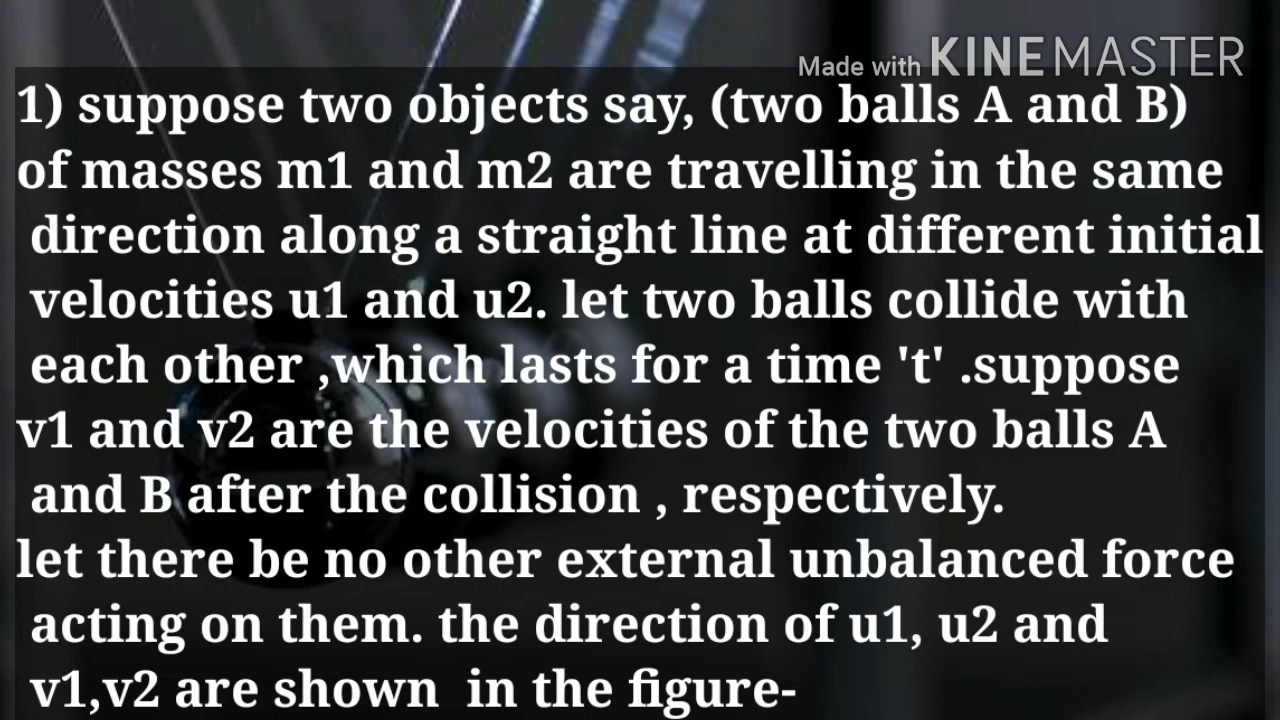 Made with KINEMASTER
1) suppose two objects say, (two balls A and B)
of masses m1 and m2 are travelling in the same
direction along a straight line at different initial
velocities u1 and u2. let two balls collide with
each other ,which lasts for a time 't' .suppose
v1 and v2 are the velocities of the two balls A
and B after the collision , respectively.
let there be no other external unbalanced force
acting on them. the direction of u1, u2 and
v1,v2 are shown  in the figure-